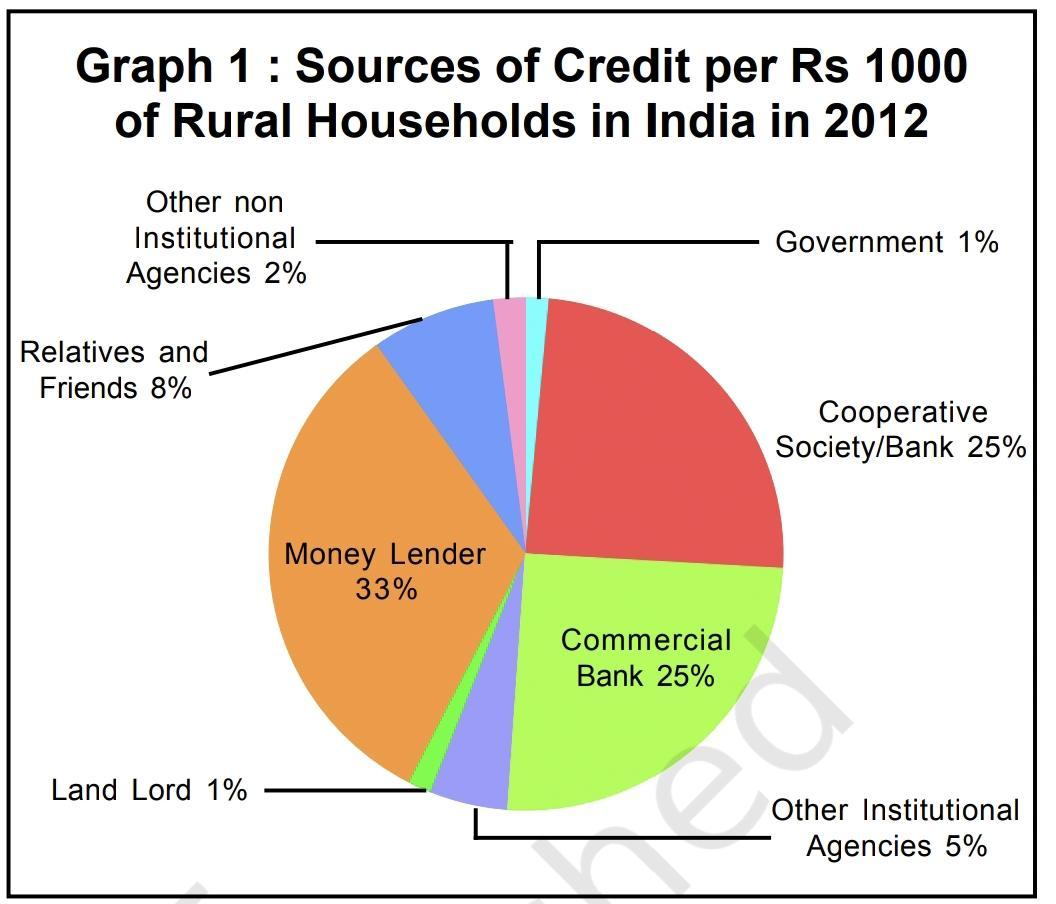 Graph 1 : Sources of Credit per Rs 1000
of Rural Households in India in 2012
Other non
Institutional
Agencies 2%
Government 1%
Relatives and
Friends 8%
Cooperative
Society/Bank 25%
Money Lender
33%
Commercial
Bank 25%
Land Lord 1%
Other Institutional
Agencies 5%